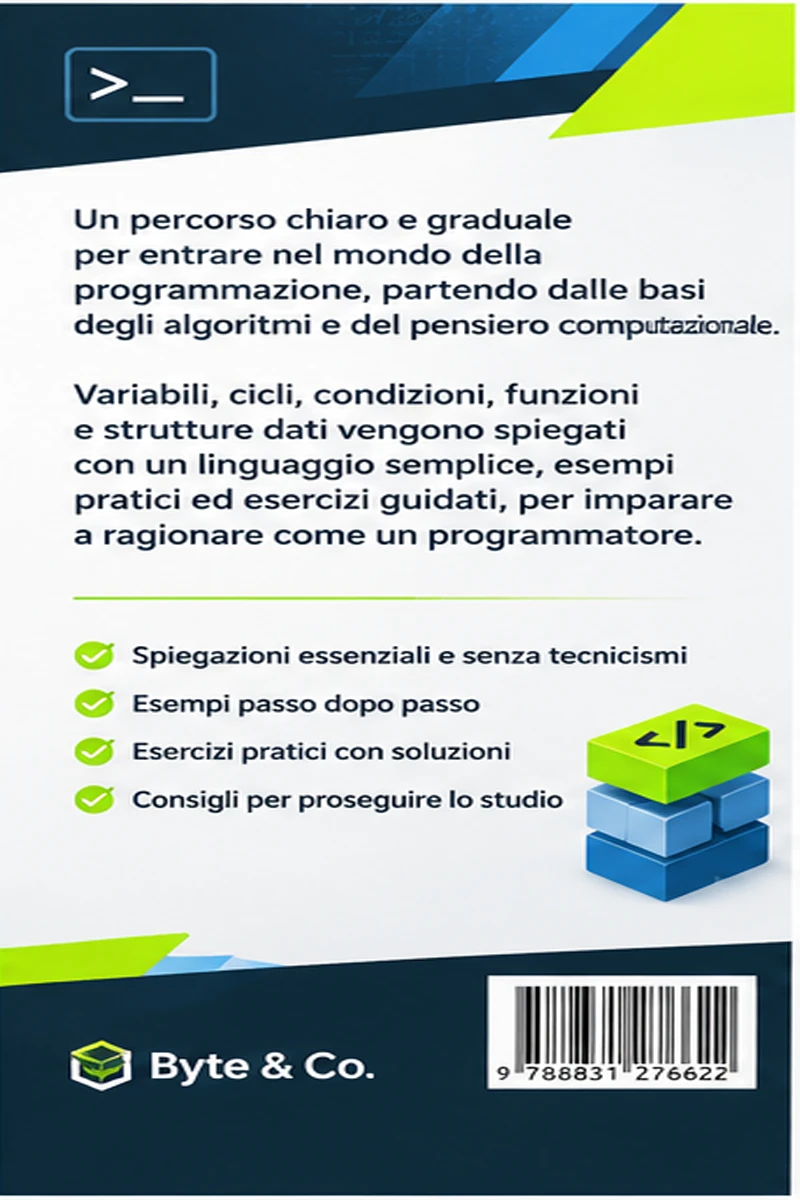 >_
Un percorso chiaro e graduale
per entrare nel mondo della
programmazione, partendo dalle basi
degli algoritmi e del pensiero computazionale.
Variabili, cicli, condizioni, funzioni
e strutture dati vengono spiegati
con un linguaggio semplice, esempi
pratici ed esercizi guidati, per imparare
a ragionare come un programmatore.
Spiegazioni essenziali e senza tecnicismi
Esempi passo dopo passo
Esercizi pratici con soluzioni
Consigli per proseguire lo studio
</>
Byte & Co.
9 788831 276622